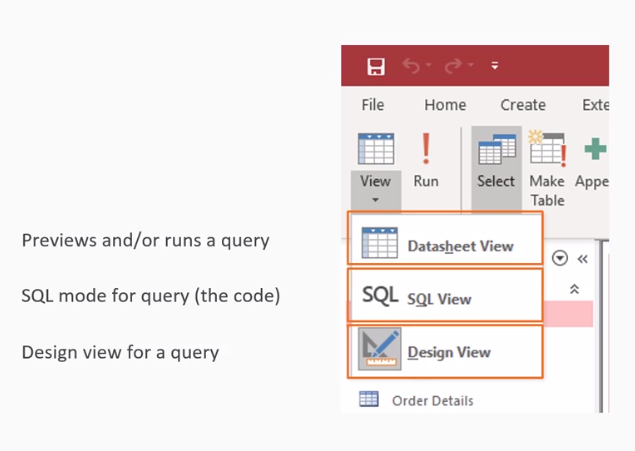 File Home Create Exte
View Run Select Make Table Appe
Previews and/or runs a query
Datasheet View
SQL mode for query (the code)
SQL SQL View
Design view for a query
Design View
Order Details